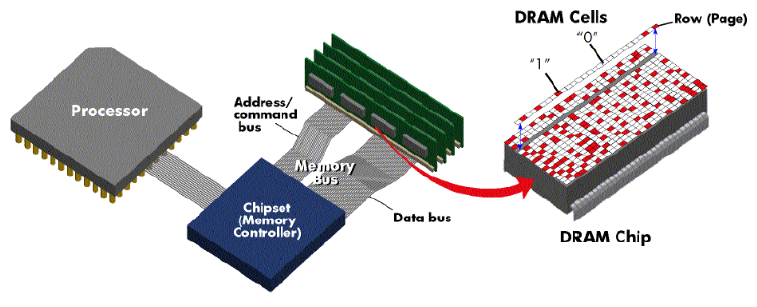 Processor
Address/
command
bus
Memory
Bus
Chipset
(Memory
Controller)
Data bus
DRAM Cells
Row (Page)
"0"
"1"
DRAM Chip